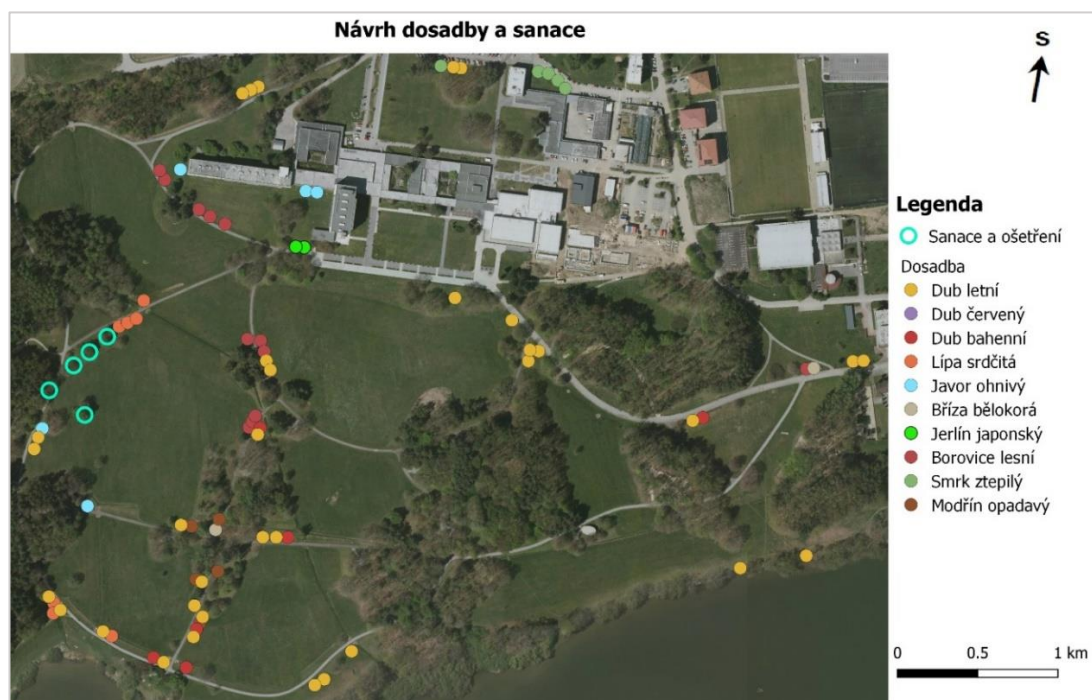 Návrh dosadby a sanace
S
Legenda
Sanace a ošetření
Dosadba
Dub letní
Dub červený
Dub bahenní
Lípa srdčitá
Javor ohnivý
Bříza bělokorá
Jerlín japonský
Borovice lesní
Smrk ztepilý
Modřín opadavý
0 0.5 1 km